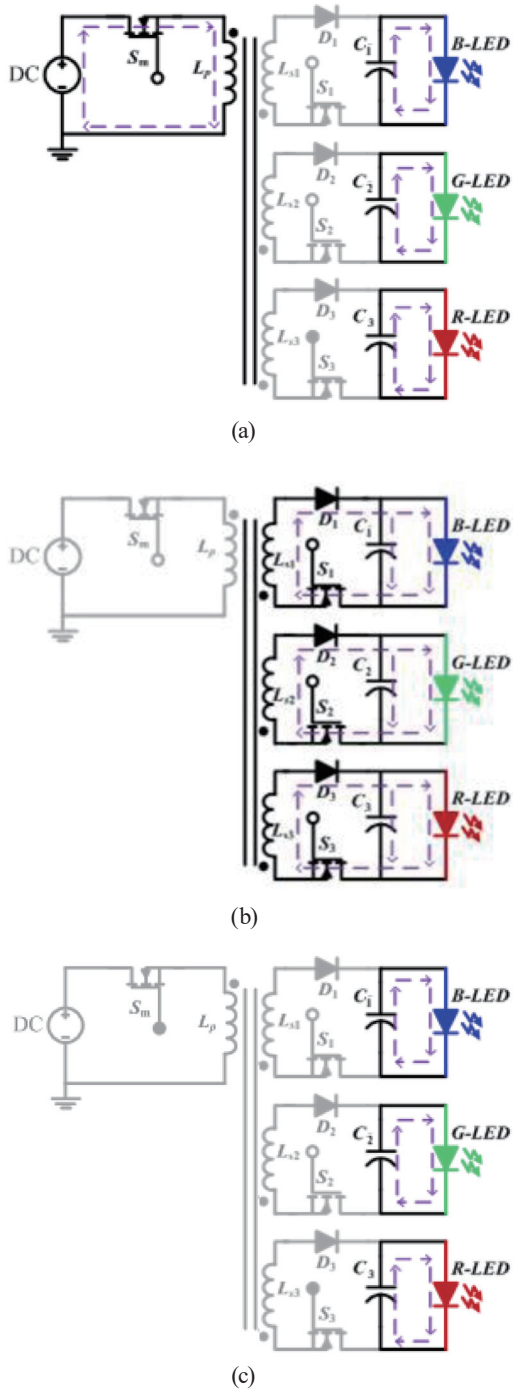 DC
S_m
L_p
D_1
L_s1
S_1
C_1
B-LED
D_2
L_s2
S_2
C_2
G-LED
D_3
L_s3
S_3
C_3
R-LED
(a)
DC
S_m
L_p
D_1
L_s1
S_1
C_1
B-LED
D_2
L_s2
S_2
C_2
G-LED
D_3
L_s3
S_3
C_3
R-LED
(b)
DC
S_m
L_p
D_1
L_s1
S_1
C_1
B-LED
D_2
L_s2
S_2
C_2
G-LED
D_3
L_s3
S_3
C_3
R-LED
(c)